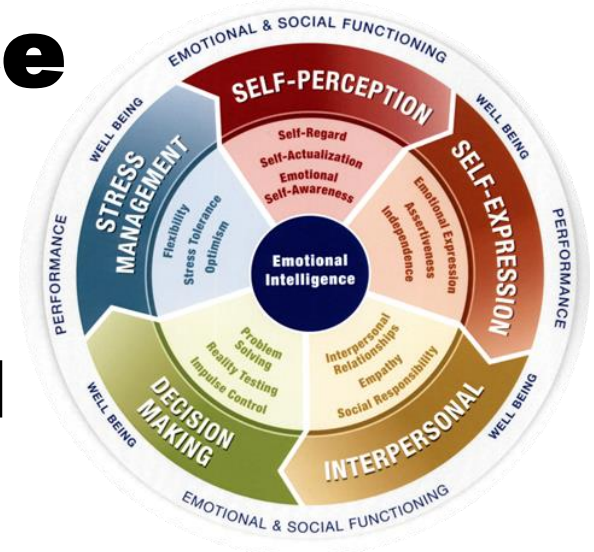 e
EMOTIONAL & SOCIAL FUNCTIONING
WELL BEING
WELL BEING
PERFORMANCE
PERFORMANCE
WELL BEING
WELL BEING
EMOTIONAL & SOCIAL FUNCTIONING
SELF-PERCEPTION
Self-Regard
Self-Actualization
Emotional
Self-Awareness
SELF-EXPRESSION
Emotional Expression
Assertiveness
Independence
INTERPERSONAL
Interpersonal
Relationships
Empathy
Social Responsibility
DECISION
MAKING
Problem
Solving
Reality Testing
Impulse Control
STRESS
MANAGEMENT
Flexibility
Stress Tolerance
Optimism
Emotional
Intelligence